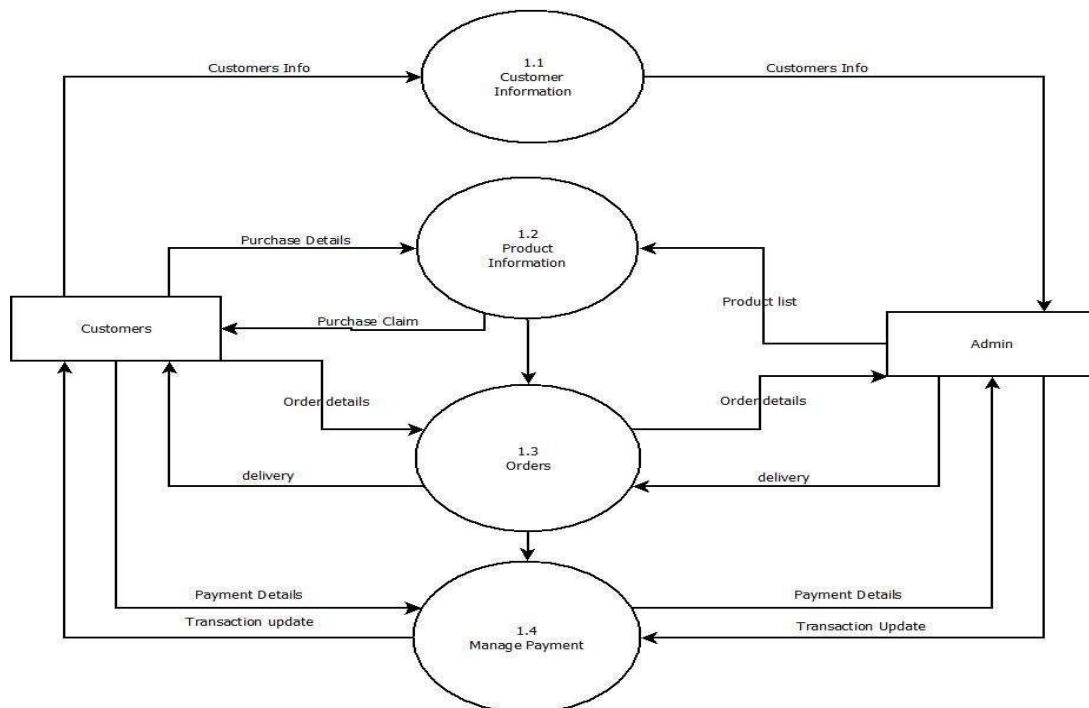 1.1
Customer
Information
Customers Info
Customers Info
1.2
Product
Information
Purchase Details
Product list
Purchase Claim
Customers
Admin
Order details
Order details
1.3
Orders
delivery
delivery
Payment Details
Payment Details
Transaction update
Transaction Update
1.4
Manage Payment